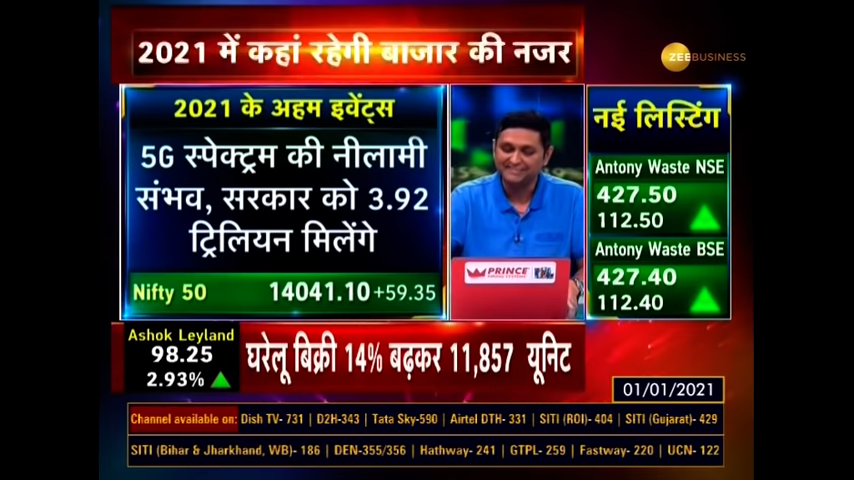 2021 में कहां रहेगी बाजार की नजर
ZEEBUSINESS
2021 के अहम इवेंट्स
5G स्पेक्ट्रम की नीलामी
संभव, सरकार को 3.92
ट्रिलियन मिलेंगे
Nifty 50 14041.10 +59.35
PRINCE
नई लिस्टिंग
Antony Waste NSE
427.50
112.50
Antony Waste BSE
427.40
112.40
Ashok Leyland
98.25
2.93%
घरेलू बिक्री 14% बढ़कर 11,857 यूनिट
01/01/2021
Channel available on: Dish TV- 731 | D2H-343 | Tata Sky-590 | Airtel DTH- 331 | SITI (ROI)- 404 | SITI (Gujarat)- 429
SITI (Bihar & Jharkhand, WB)- 186 | DEN-355/356 | Hathway- 241 | GTPL- 259 | Fastway- 220 | UCN- 122